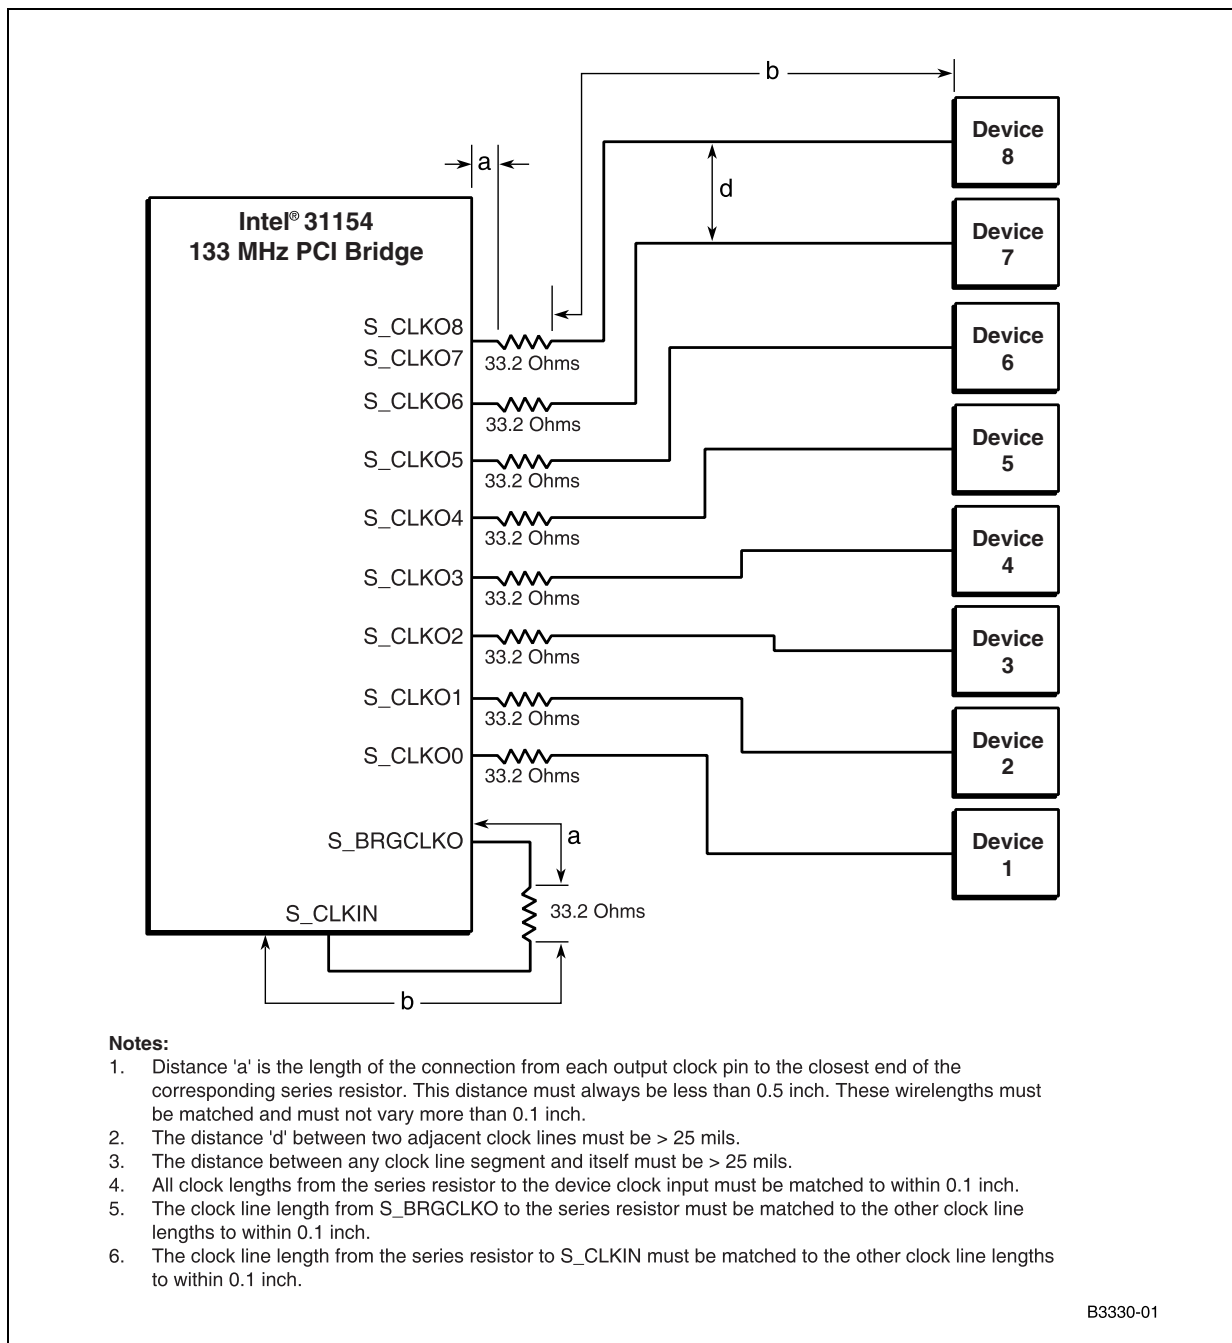 b
Device
8
a
d
Intel® 31154
133 MHz PCI Bridge
Device
7
S_CLKO8
S_CLKO7
33.2 Ohms
Device
6
S_CLKO6
33.2 Ohms
Device
5
S_CLKO5
33.2 Ohms
S_CLKO4
33.2 Ohms
Device
4
S_CLKO3
33.2 Ohms
S_CLKO2
33.2 Ohms
Device
3
S_CLKO1
33.2 Ohms
Device
2
S_CLKO0
33.2 Ohms
S_BRGCLKO
a
Device
1
S_CLKIN
33.2 Ohms
b
Notes:
1. Distance 'a' is the length of the connection from each output clock pin to the closest end of the
corresponding series resistor. This distance must always be less than 0.5 inch. These wirelengths must
be matched and must not vary more than 0.1 inch.
2. The distance 'd' between two adjacent clock lines must be > 25 mils.
3. The distance between any clock line segment and itself must be > 25 mils.
4. All clock lengths from the series resistor to the device clock input must be matched to within 0.1 inch.
5. The clock line length from S_BRGCLKO to the series resistor must be matched to the other clock line
lengths to within 0.1 inch.
6. The clock line length from the series resistor to S_CLKIN must be matched to the other clock line lengths
to within 0.1 inch.
B3330-01